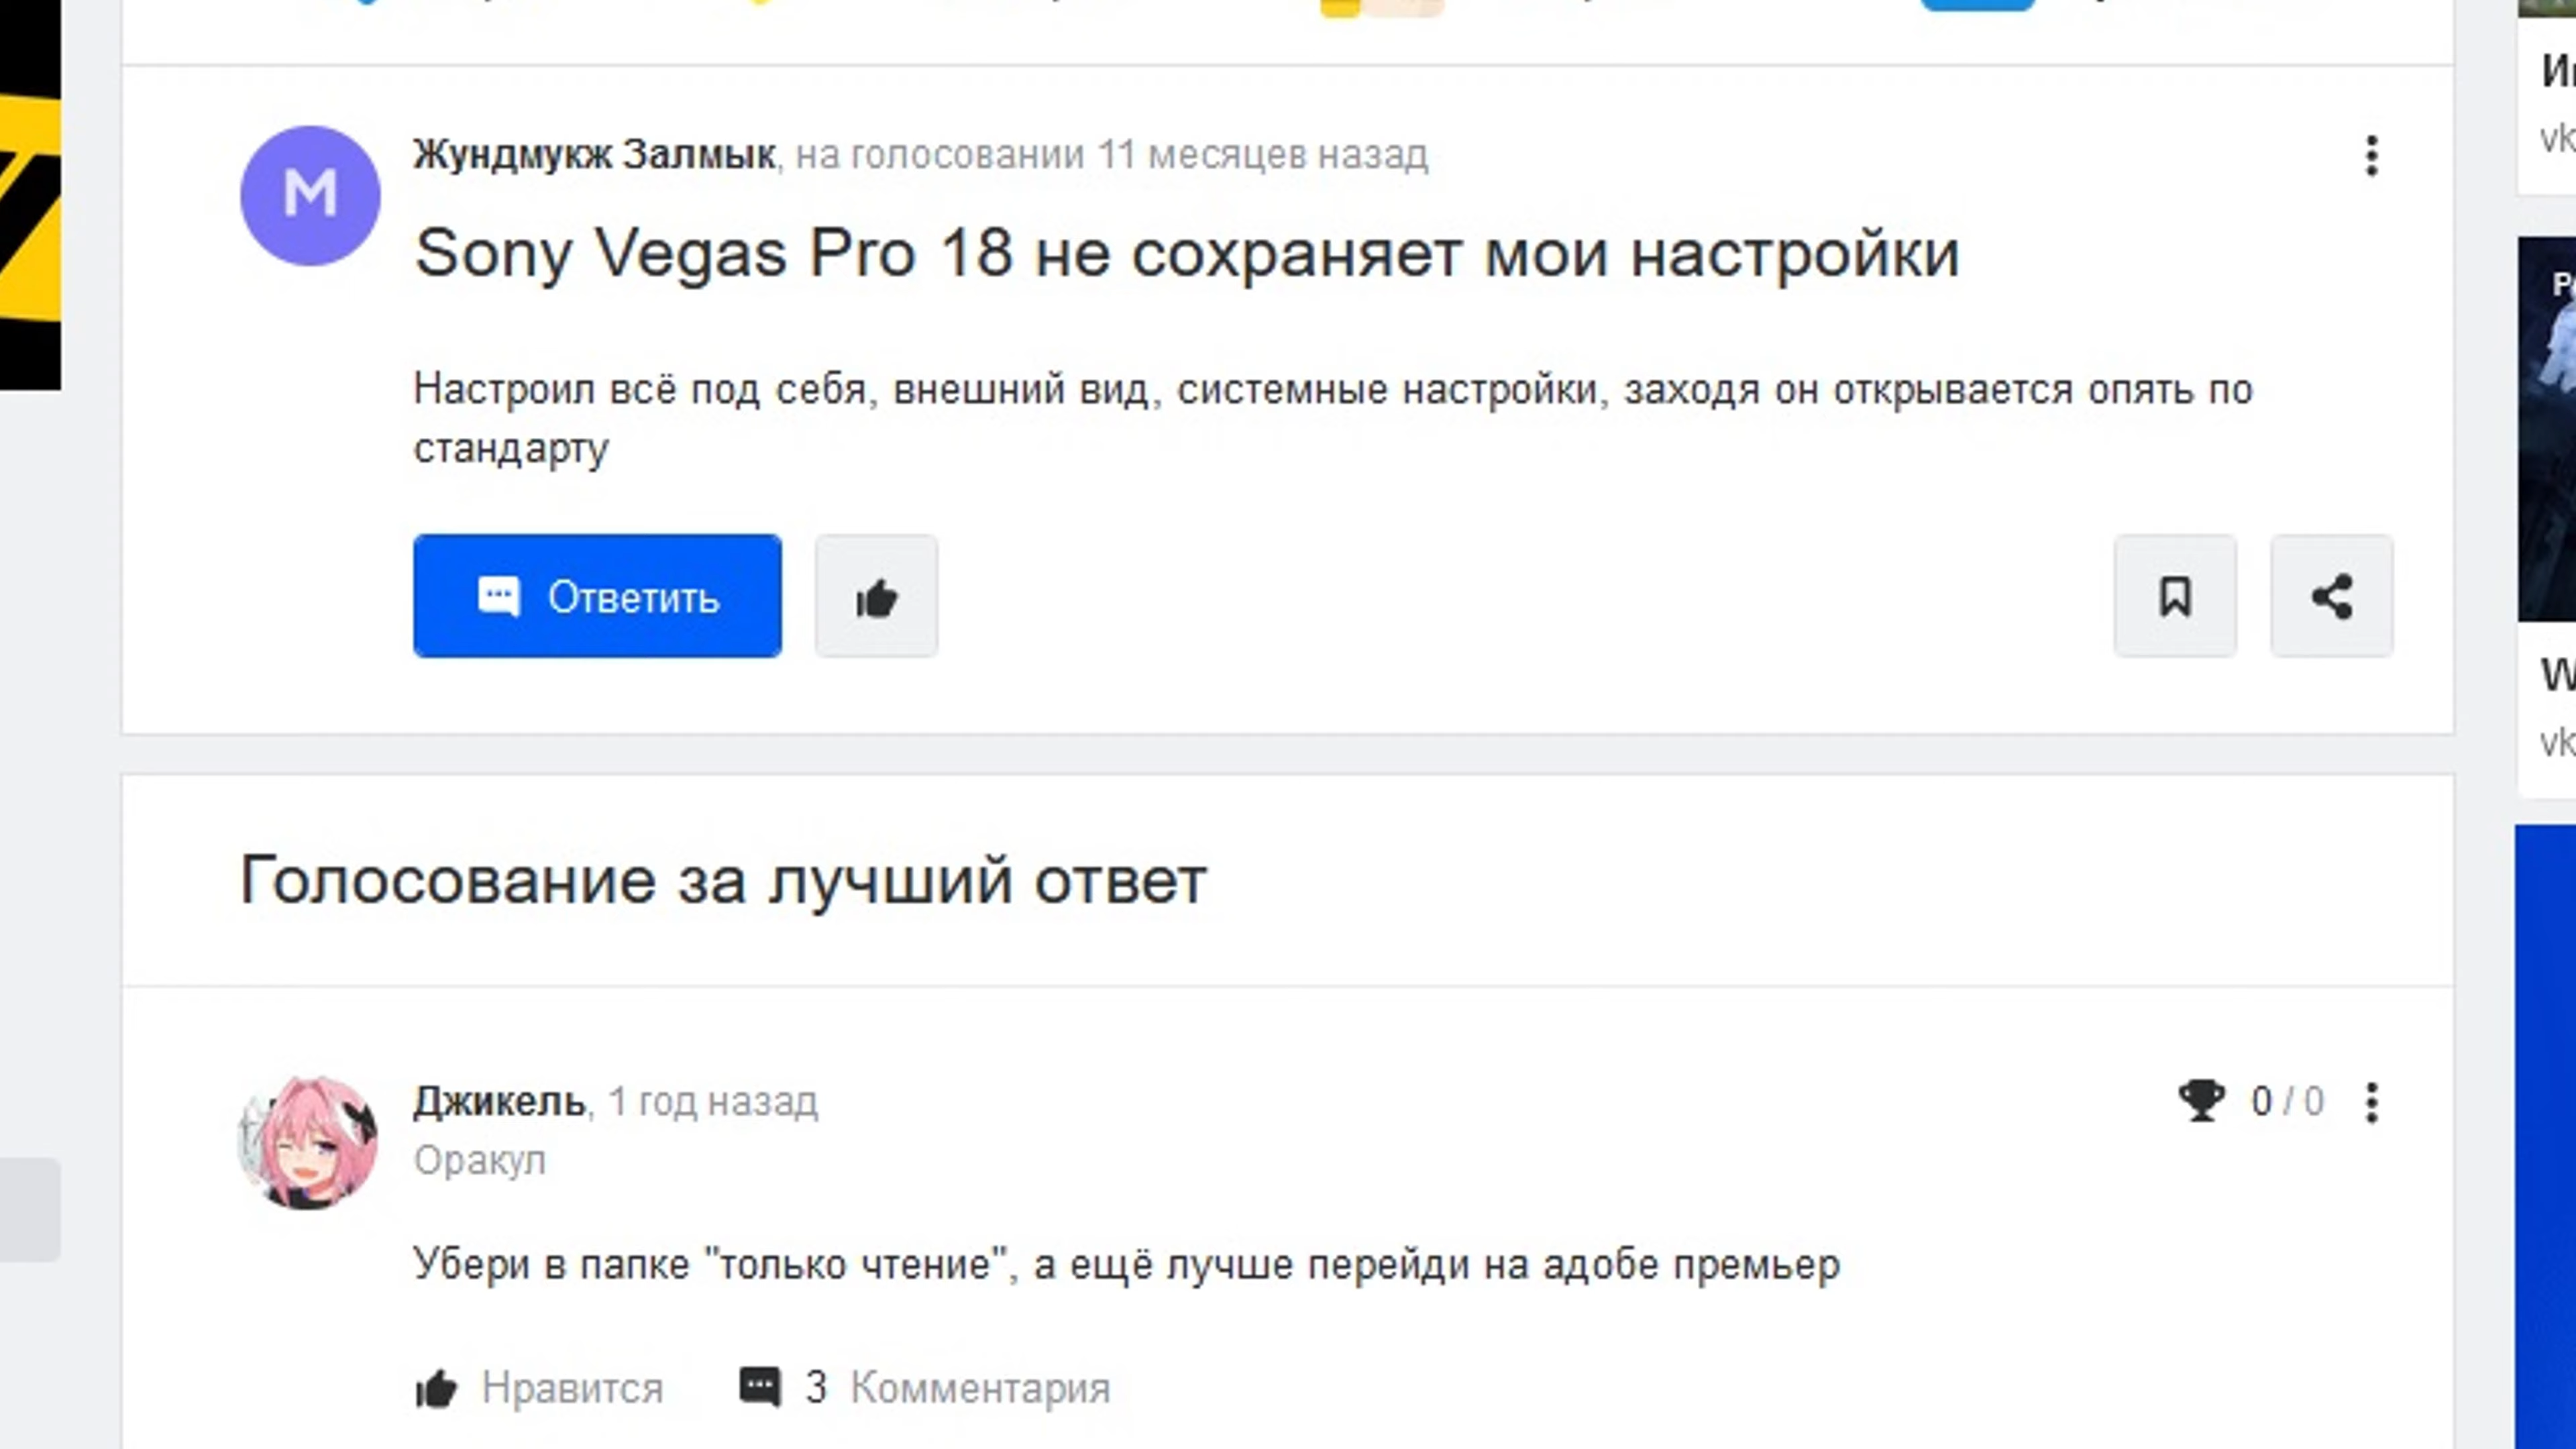 Жундмукж Залмык, на голосовании 11 месяцев назад
M
Sony Vegas Pro 18 не сохраняет мои настройки
Настроил всё под себя, внешний вид, системные настройки, заходя он открывается опять по
стандарту
Ответить
Голосование за лучший ответ
Джикель, 1 год назад
0 / 0
Оракул
Убери в папке "только чтение", а ещё лучше перейди на адобе премьер
Нравится 3 Комментария
vk
vk